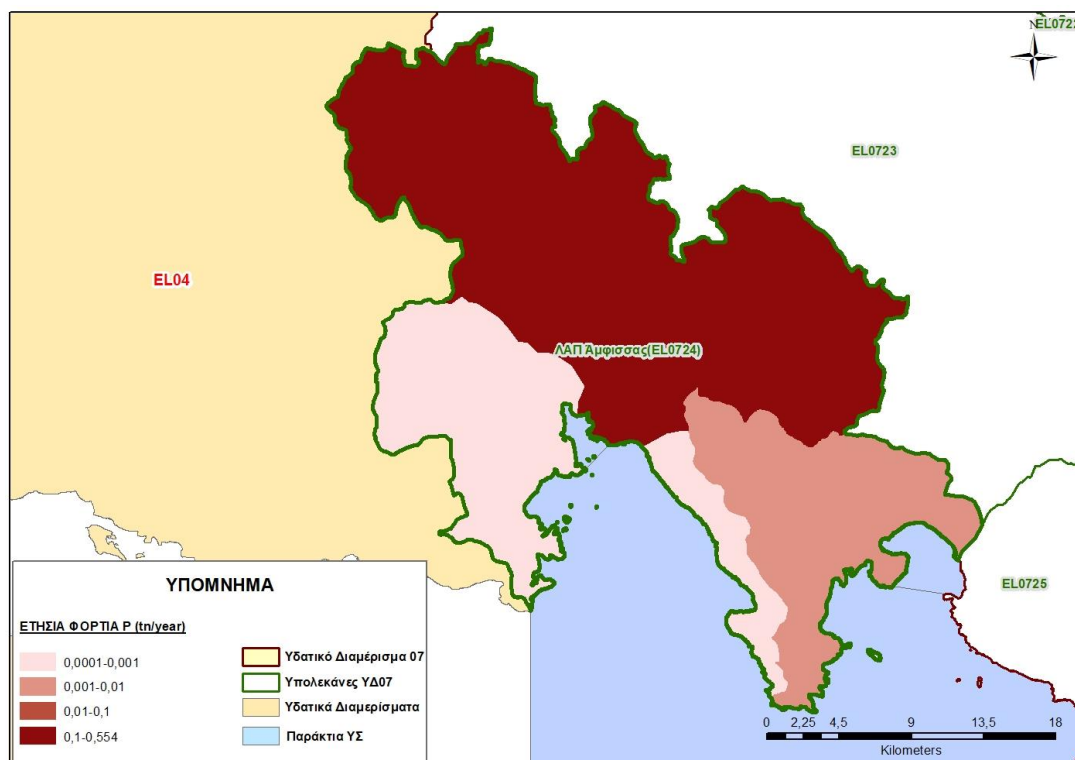 EL0722
N
EL0723
EL04
ΛΑΠ Άμφισσας(EL0724)
EL0725
ΥΠΟΜΝΗΜΑ
ΕΤΗΣΙΑ ΦΟΡΤΙΑ P (tn/year)
0,0001-0,001
0,001-0,01
0,01-0,1
0,1-0,554
Υδατικό Διαμέρισμα 07
Υπολεκάνες ΥΔ07
Υδατικά Διαμερίσματα
Παράκτια ΥΣ
0 2,25 4,5 9 13,5 18
Kilometers